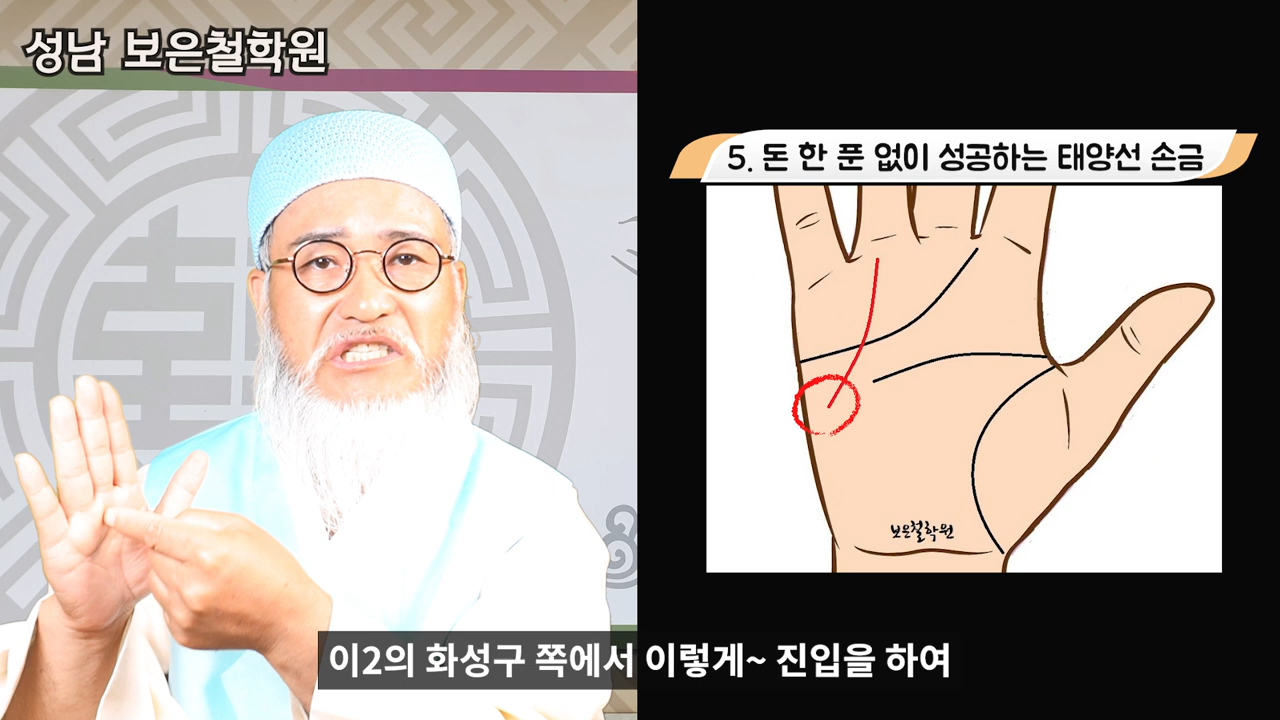 성남 보은철학원
5. 돈 한 푼 없이 성공하는 태양선 손금
보은철학원
이2의 화성구 쪽에서 이렇게~ 진입을 하여